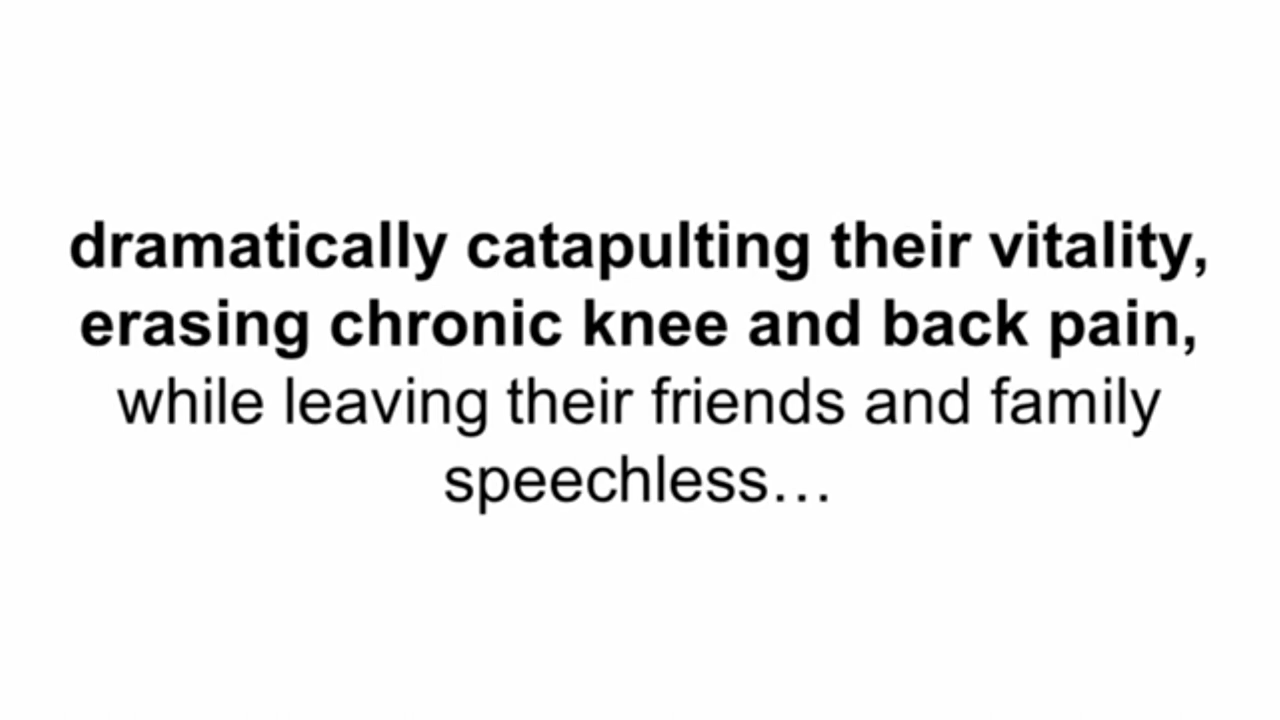 dramatically catapulting their vitality,
erasing chronic knee and back pain,
while leaving their friends and family
speechless…